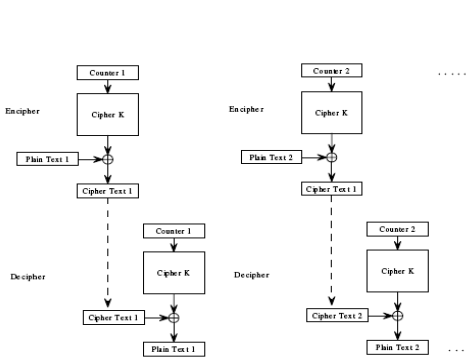 Counter 1
Encipher
Cipher K
Plain Text 1
Cipher Text 1
Counter 1
Decipher
Cipher K
Cipher Text 1
Plain Text 1
Counter 2
.....
Encipher
Cipher K
Plain Text 2
Cipher Text 1
Counter 2
Decipher
Cipher K
Cipher Text 2
Plain Text 2
...